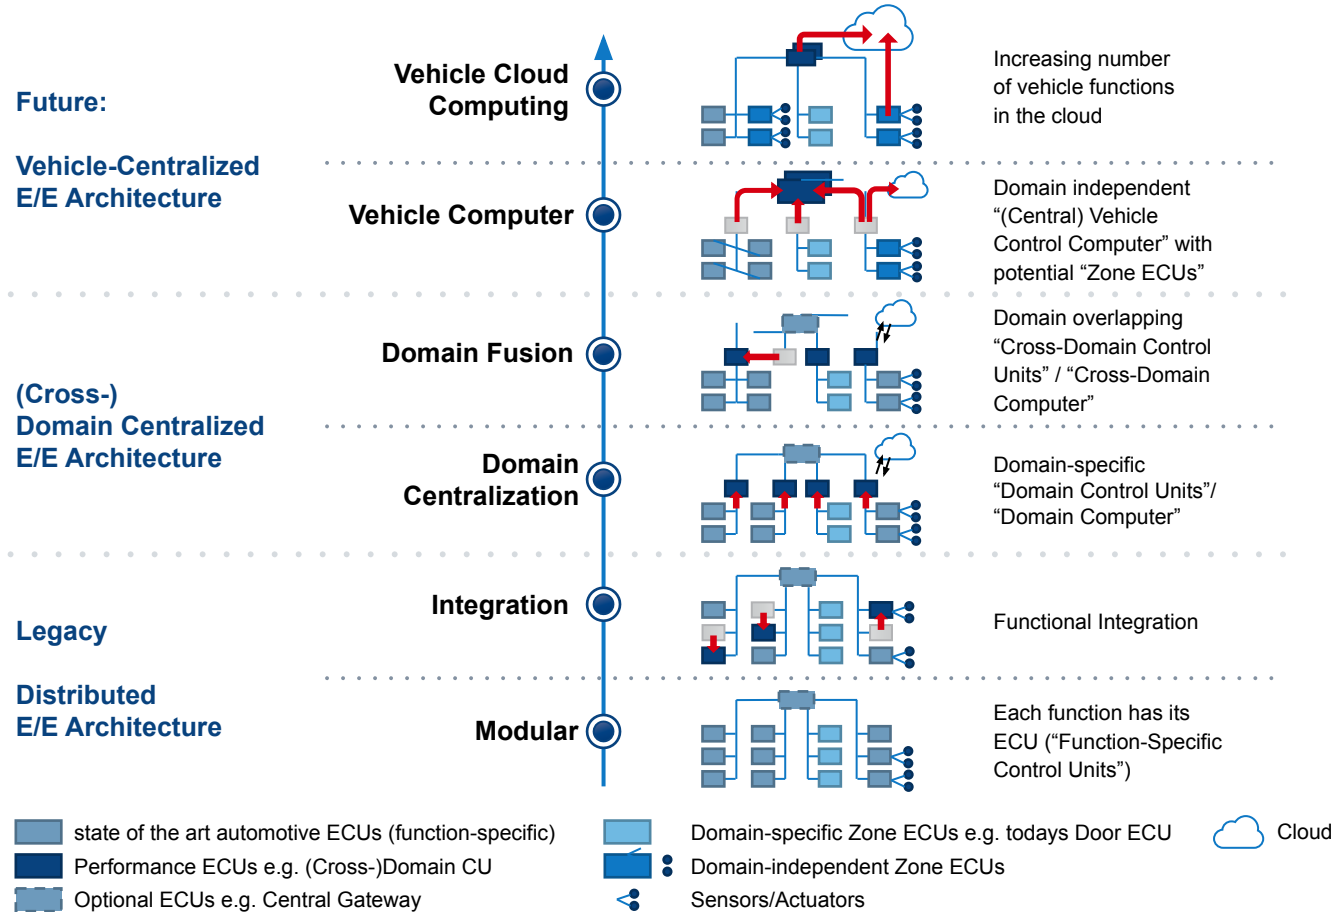 Future:
Vehicle-Centralized
E/E Architecture
Vehicle Cloud
Computing
Increasing number
of vehicle functions
in the cloud
Vehicle Computer
Domain independent
“(Central) Vehicle
Control Computer” with
potential “Zone ECUs”
(Cross-)
Domain Centralized
E/E Architecture
Domain Fusion
Domain overlapping
“Cross-Domain Control
Units” / “Cross-Domain
Computer”
Domain
Centralization
Domain-specific
“Domain Control Units”/
“Domain Computer”
Legacy
Distributed
E/E Architecture
Integration
Functional Integration
Modular
Each function has its
ECU (“Function-Specific
Control Units”)
state of the art automotive ECUs (function-specific)
Performance ECUs e.g. (Cross-)Domain CU
Optional ECUs e.g. Central Gateway
Domain-specific Zone ECUs e.g. todays Door ECU
Domain-independent Zone ECUs
Sensors/Actuators
Cloud